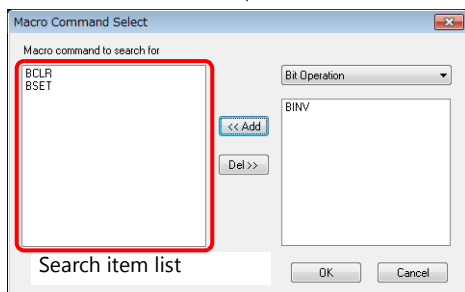 Macro Command Select
Macro command to search for
BCLR
BSET
Bit Operation
BINV
<< Add
Del >>
Search item list
OK
Cancel